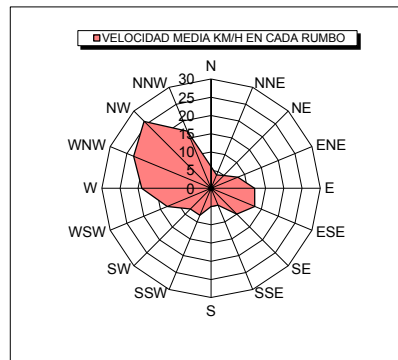 VELOCIDAD MEDIA KM/H EN CADA RUMBO
N
NNW
NNE
NW
NE
WNW
ENE
W
E
WSW
ESE
SW
SE
SSW
SSE
S
30
25
20
15
10
5
0